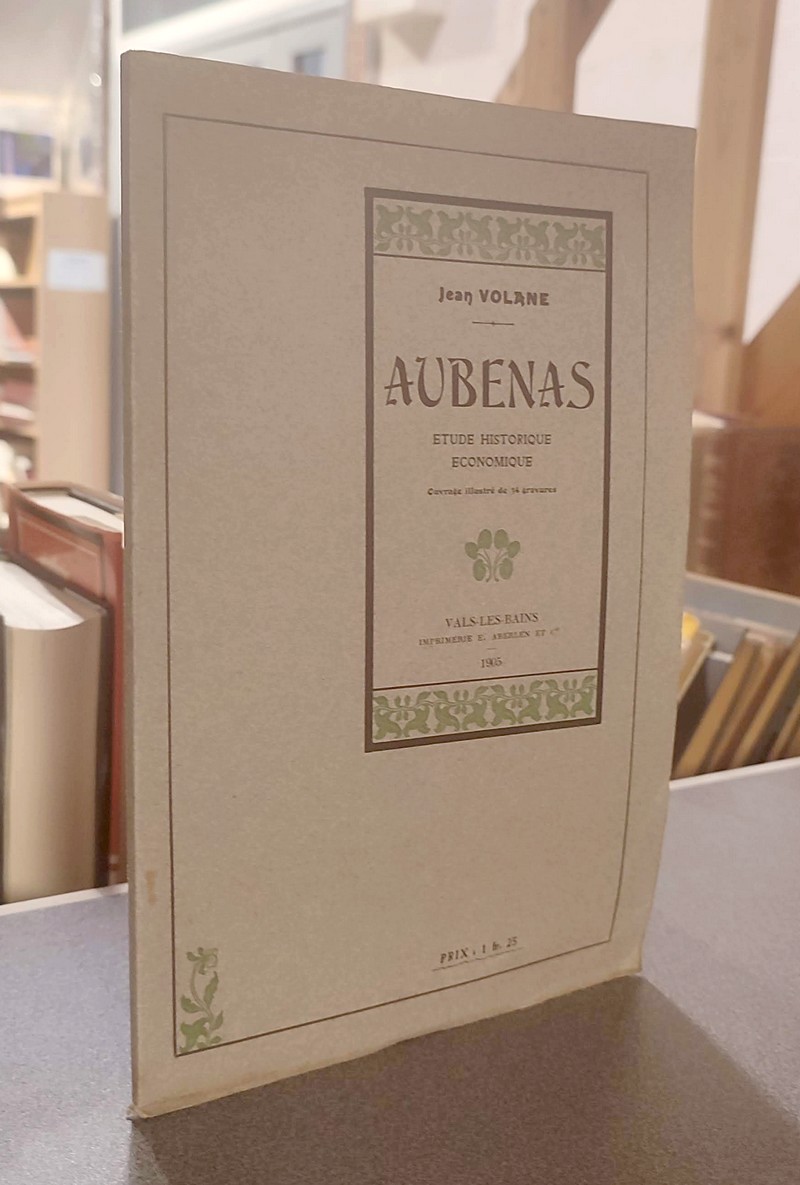 Jean VOLANE
AUBENAS
ETUDE HISTORIQUE
ECONOMIQUE
Ouvrage illustré de 34 gravures
VALS-LES-BAINS
IMPRIMERIE E. ABERLEN ET Cie
1905
PRIX : 1 fr. 25